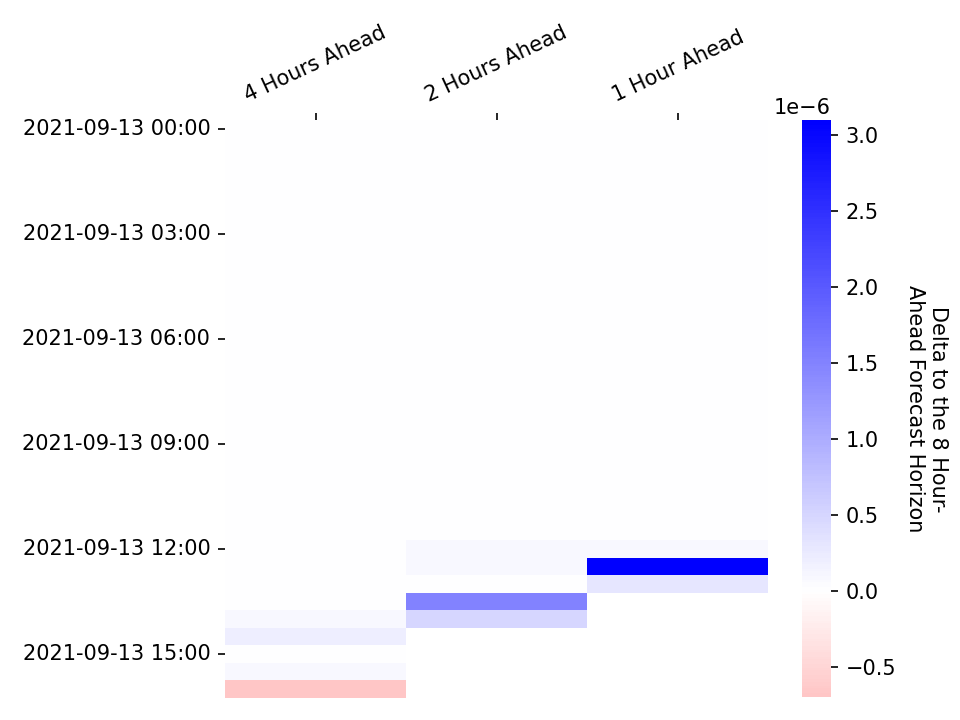 4 Hours Ahead
2 Hours Ahead
1 Hour Ahead
1e−6
2021-09-13 00:00
2021-09-13 03:00
2021-09-13 06:00
2021-09-13 09:00
2021-09-13 12:00
2021-09-13 15:00
3.0
2.5
2.0
1.5
1.0
0.5
0.0
−0.5
Delta to the 8 Hour-
Ahead Forecast Horizon